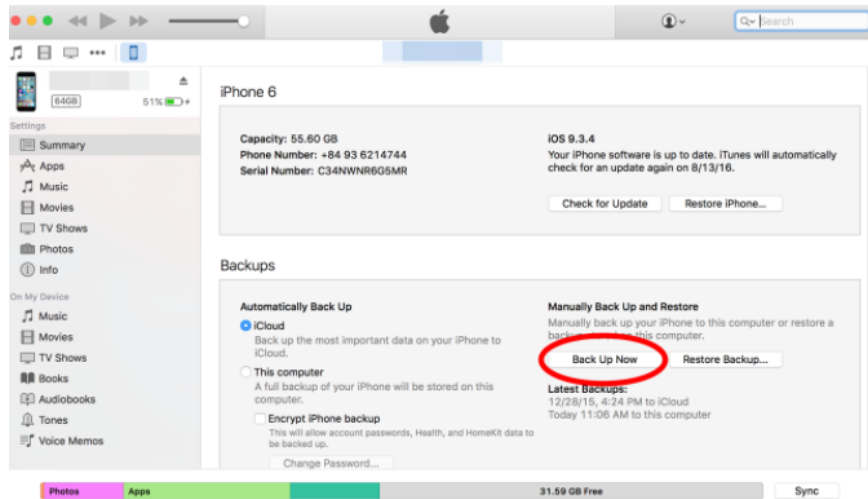 Search
64GB
51%
Settings
Summary
Apps
Music
Movies
TV Shows
Photos
Info
On My Device
Music
Movies
TV Shows
Books
Audiobooks
Tones
Voice Memos
iPhone 6
Capacity: 55.60 GB
Phone Number: +84 93 6214744
Serial Number: C34NWNR6G5MR
iOS 9.3.4
Your iPhone software is up to date. iTunes will automatically
check for an update again on 8/13/16.
Check for Update
Restore iPhone...
Backups
Automatically Back Up
iCloud
Back up the most important data on your iPhone to
iCloud.
This computer
A full backup of your iPhone will be stored on this
computer.
Encrypt iPhone backup
This will allow account passwords, Health, and HomeKit data to
be backed up.
Change Password...
Manually Back Up and Restore
Manually back up your iPhone to this computer or restore a
this computer.
Back Up Now
Restore Backup...
Latest Backups:
12/28/15, 4:24 PM to iCloud
Today 11:06 AM to this computer
Photos
Apps
31.59 GB Free
Sync